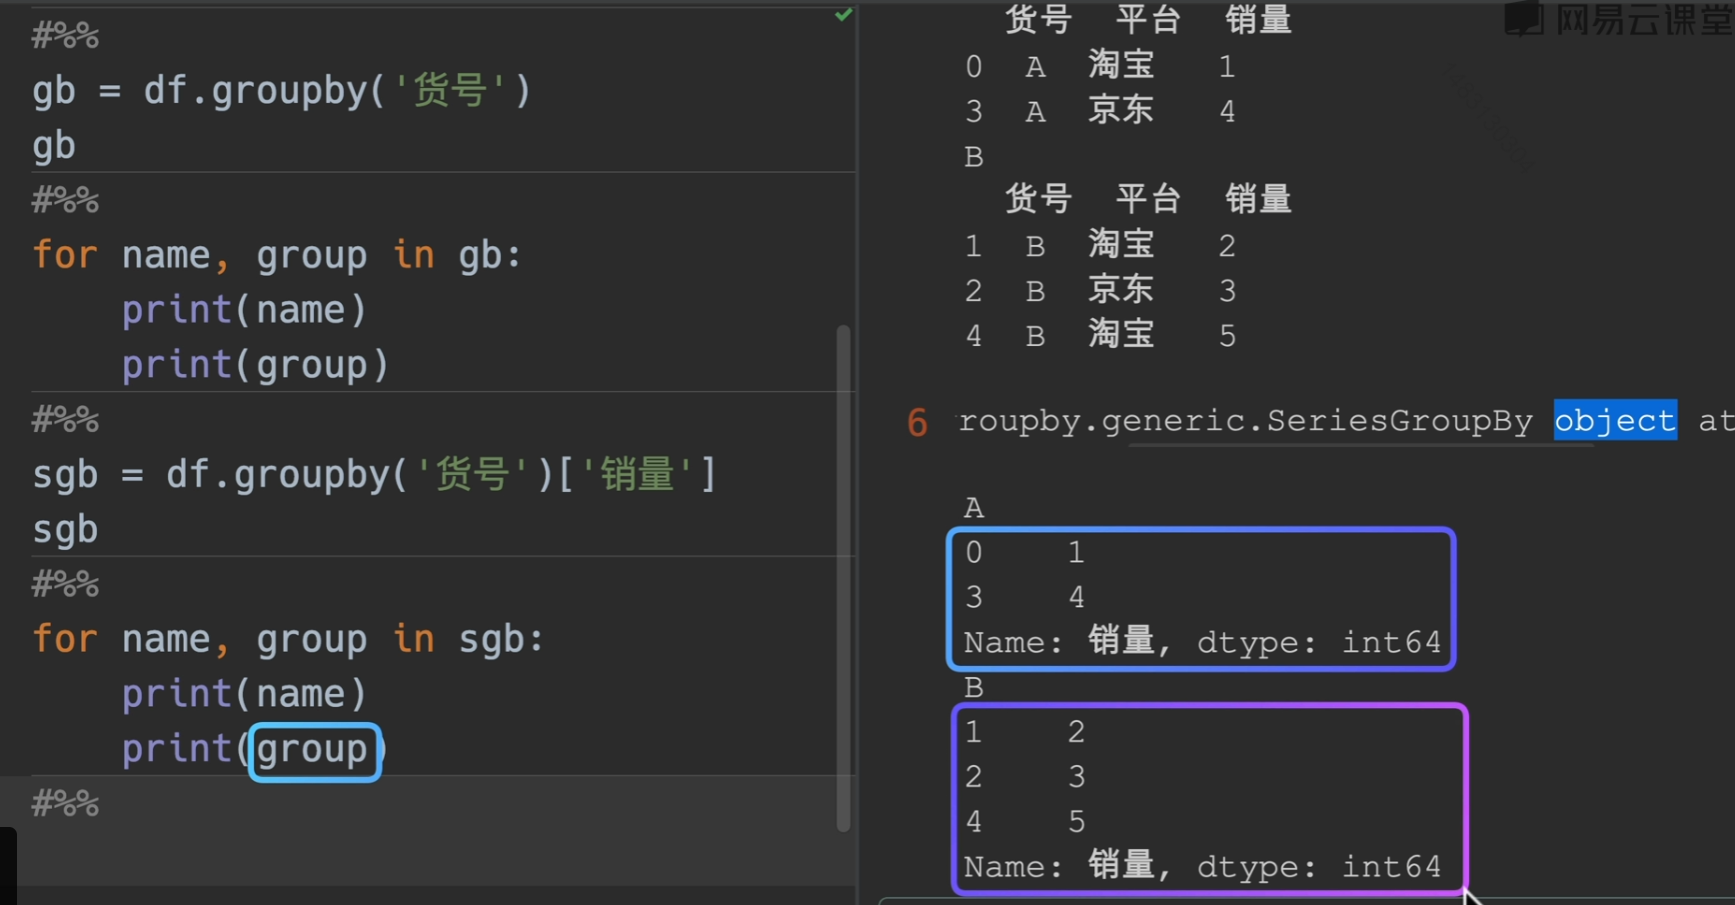 #%%
gb = df.groupby('货号')
gb
#%%
for name, group in gb:
    print(name)
    print(group)
#%%
sgb = df.groupby('货号')['销量']
sgb
#%%
for name, group in sgb:
    print(name)
    print(group)
#%%
网易云课堂
货号 平台 销量
0 A 淘宝 1
3 A 京东 4
B
货号 平台 销量
1 B 淘宝 2
2 B 京东 3
4 B 淘宝 5
6 roupby.generic.SeriesGroupBy object at
A
0 1
3 4
Name: 销量, dtype: int64
B
1 2
2 3
4 5
Name: 销量, dtype: int64